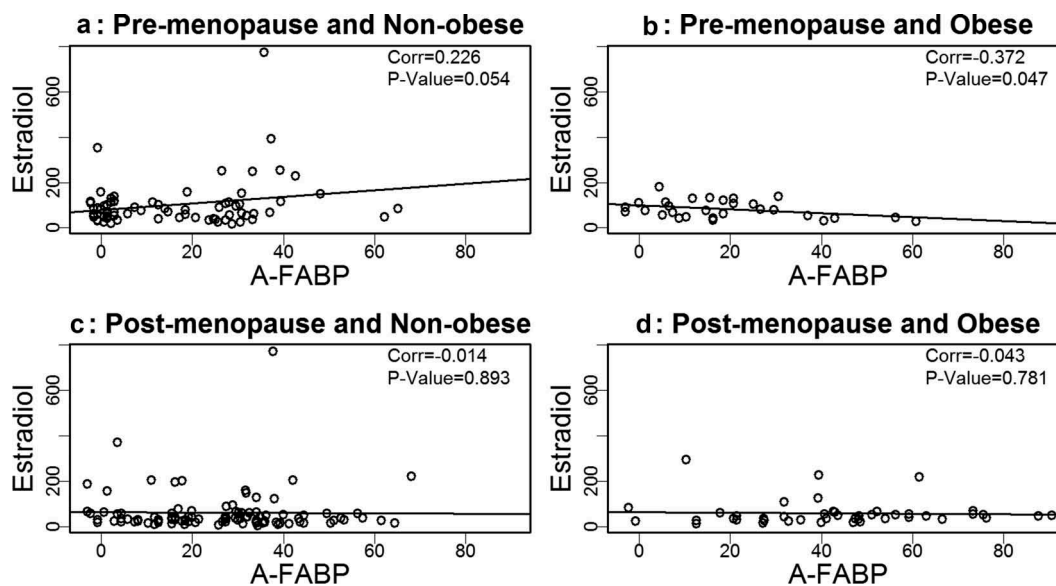 a: Pre-menopause and Non-obese
Corr=0.226
P-Value=0.054
Estradiol
0
200
600
0
20
40
60
80
A-FABP
b: Pre-menopause and Obese
Corr=-0.372
P-Value=0.047
Estradiol
0
200
600
0
20
40
60
80
A-FABP
c: Post-menopause and Non-obese
Corr=-0.014
P-Value=0.893
Estradiol
0
200
600
0
20
40
60
80
A-FABP
d: Post-menopause and Obese
Corr=-0.043
P-Value=0.781
Estradiol
0
200
600
0
20
40
60
80
A-FABP